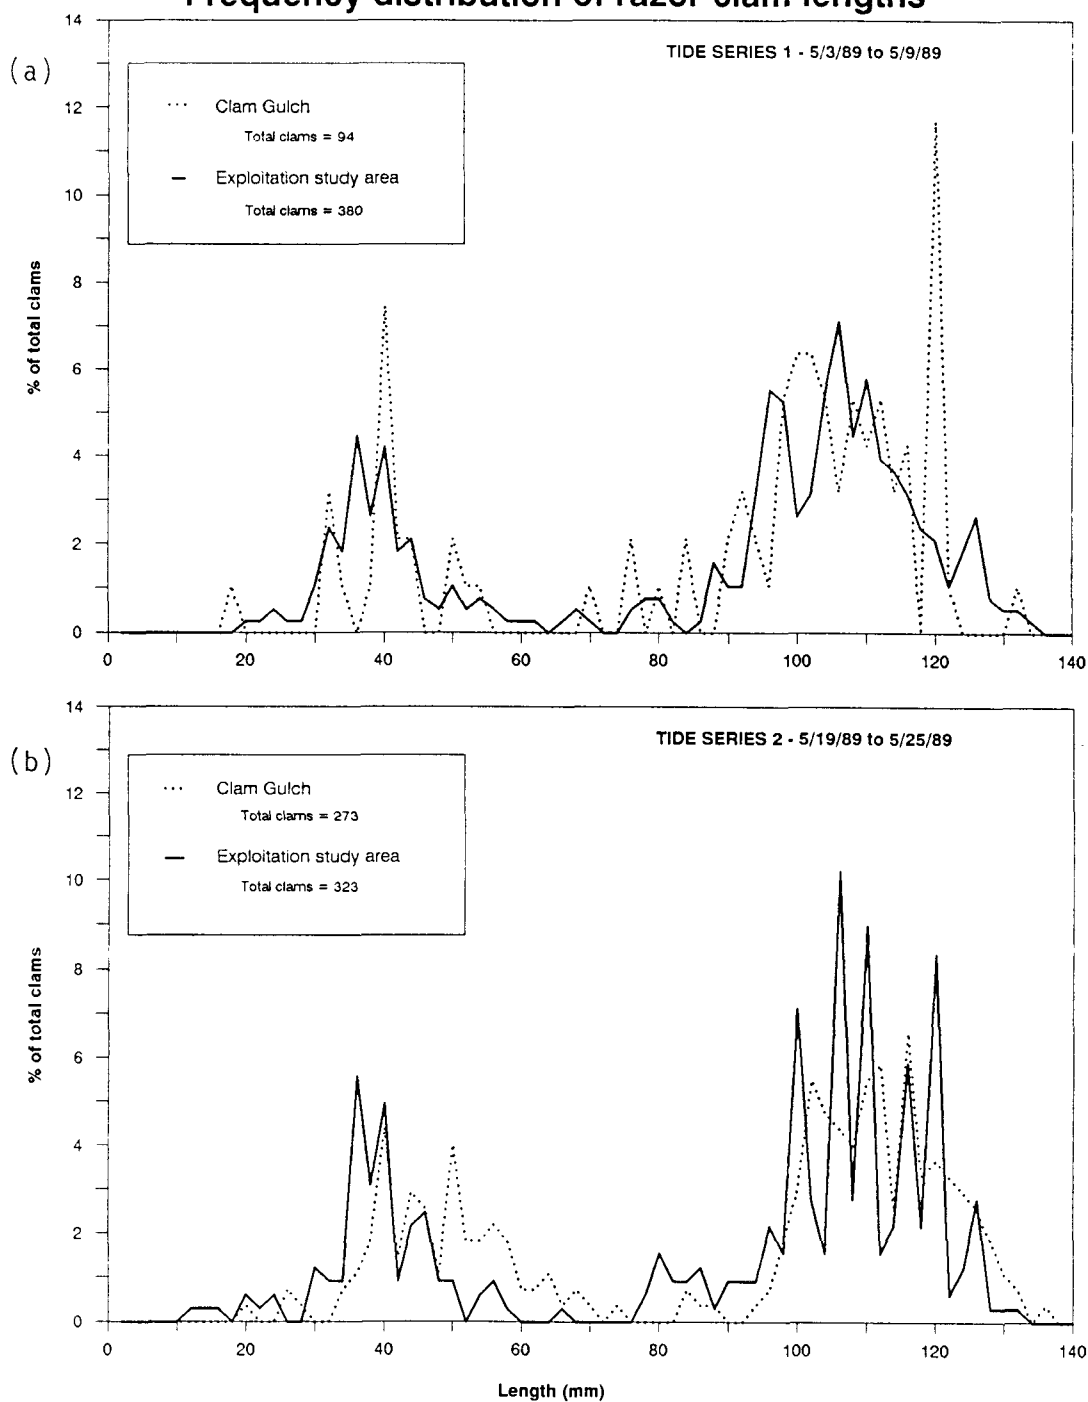 Frequency distribution of razor clam lengths
(a)
TIDE SERIES 1 - 5/3/89 to 5/9/89
Clam Gulch
Total clams = 94
Exploitation study area
Total clams = 380
% of total clams
14
12
10
8
6
4
2
0
0 20 40 60 80 100 120 140
(b)
TIDE SERIES 2 - 5/19/89 to 5/25/89
Clam Gulch
Total clams = 273
Exploitation study area
Total clams = 323
% of total clams
14
12
10
8
6
4
2
0
0 20 40 60 80 100 120 140
Length (mm)